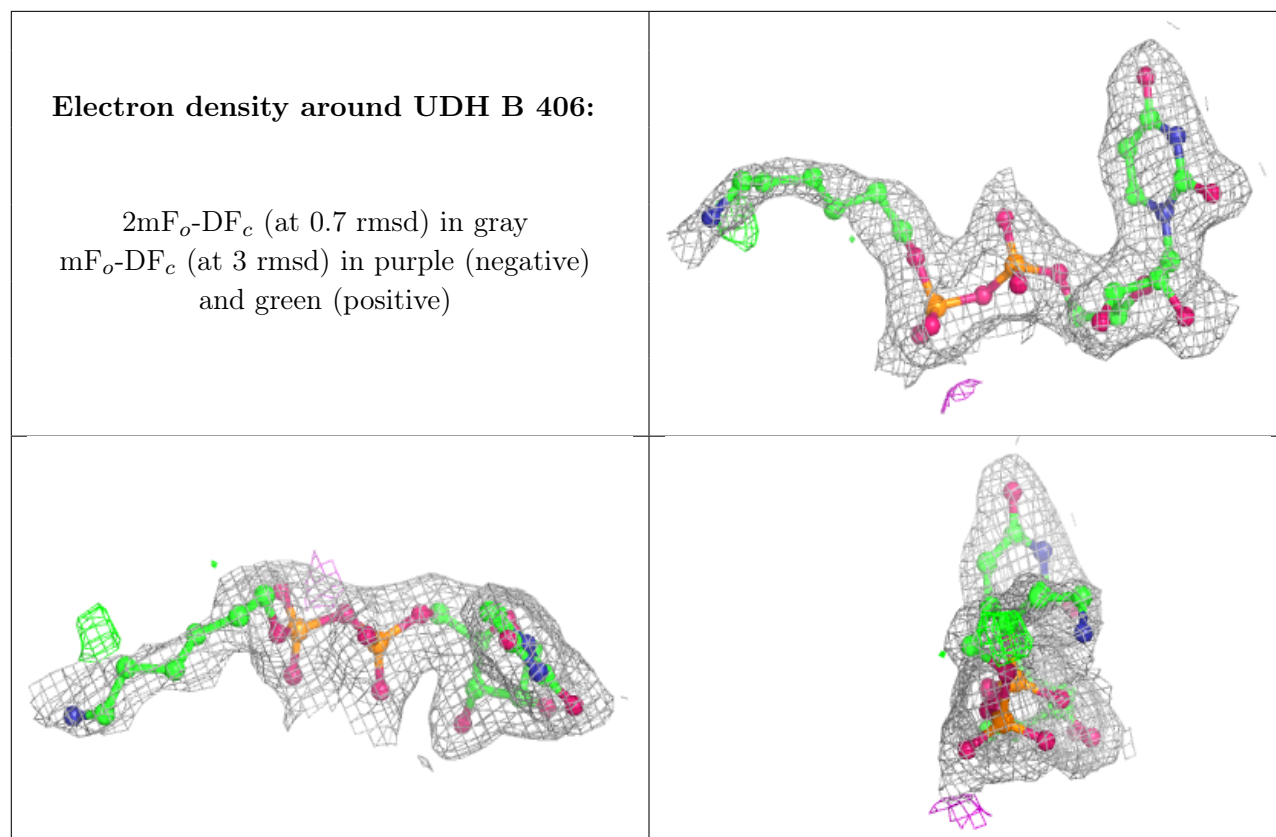 Electron density around UDH B 406:
2mFo-DFc (at 0.7 rmsd) in gray
mFo-DFc (at 3 rmsd) in purple (negative)
and green (positive)